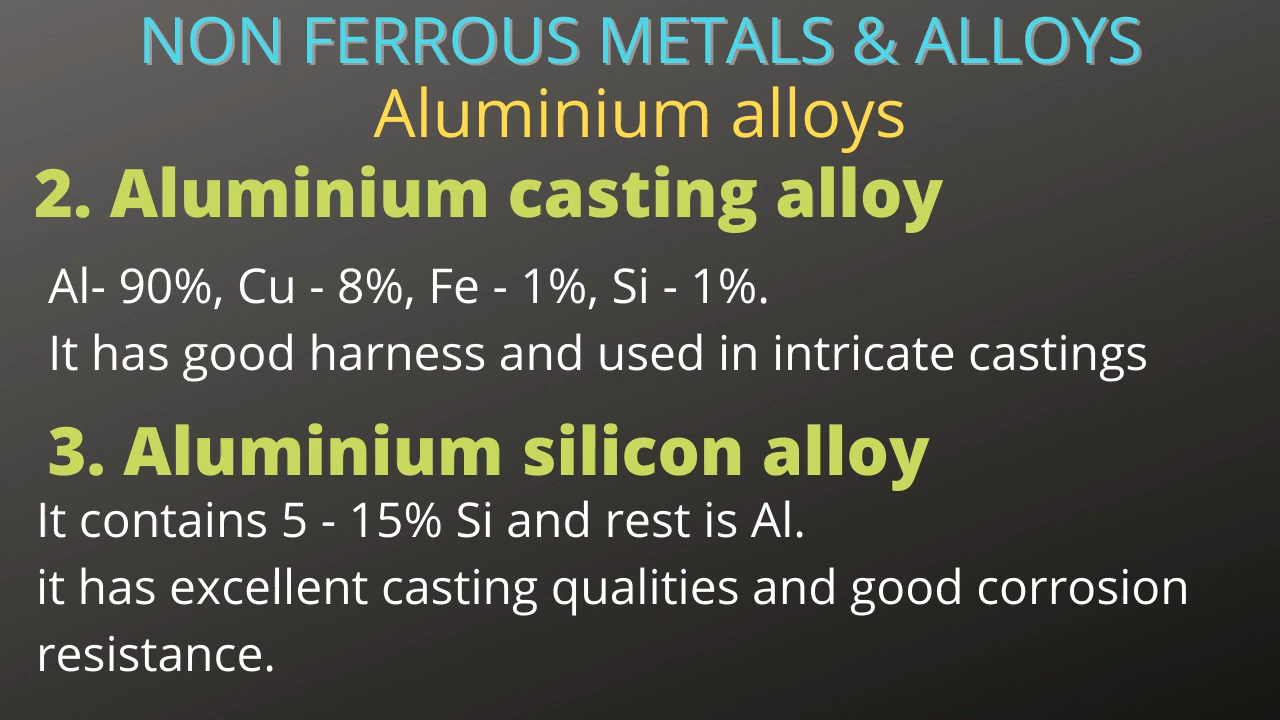 NON FERROUS METALS & ALLOYS
Aluminium alloys
2. Aluminium casting alloy
Al- 90%, Cu - 8%, Fe - 1%, Si - 1%.
It has good harness and used in intricate castings
3. Aluminium silicon alloy
It contains 5 - 15% Si and rest is Al.
it has excellent casting qualities and good corrosion
resistance.